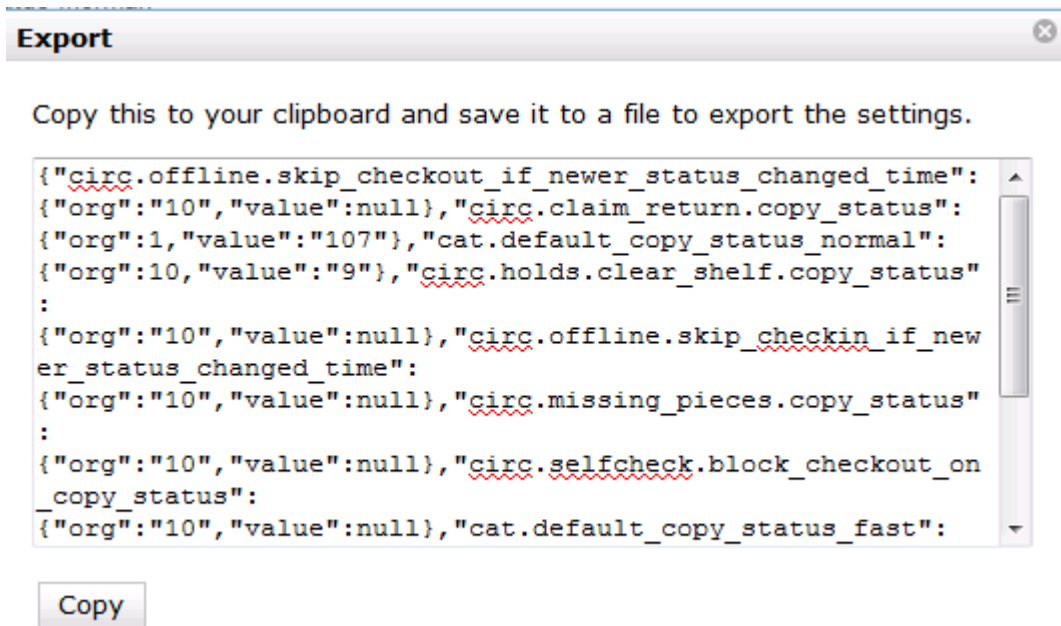 Export
Copy this to your clipboard and save it to a file to export the settings.
{"circ.offline.skip_checkout_if_newer_status_changed_time":
{"org":"10","value":null},"circ.claim_return.copy_status":
{"org":1,"value":"107"},"cat.default_copy_status_normal":
{"org":10,"value":"9"},"circ.holds.clear_shelf.copy_status"
:
{"org":"10","value":null},"circ.offline.skip_checkin_if_new
er_status_changed_time":
{"org":"10","value":null},"circ.missing_pieces.copy_status"
:
{"org":"10","value":null},"circ.selfcheck.block_checkout_on
_copy_status":
{"org":"10","value":null},"cat.default_copy_status_fast":
Copy